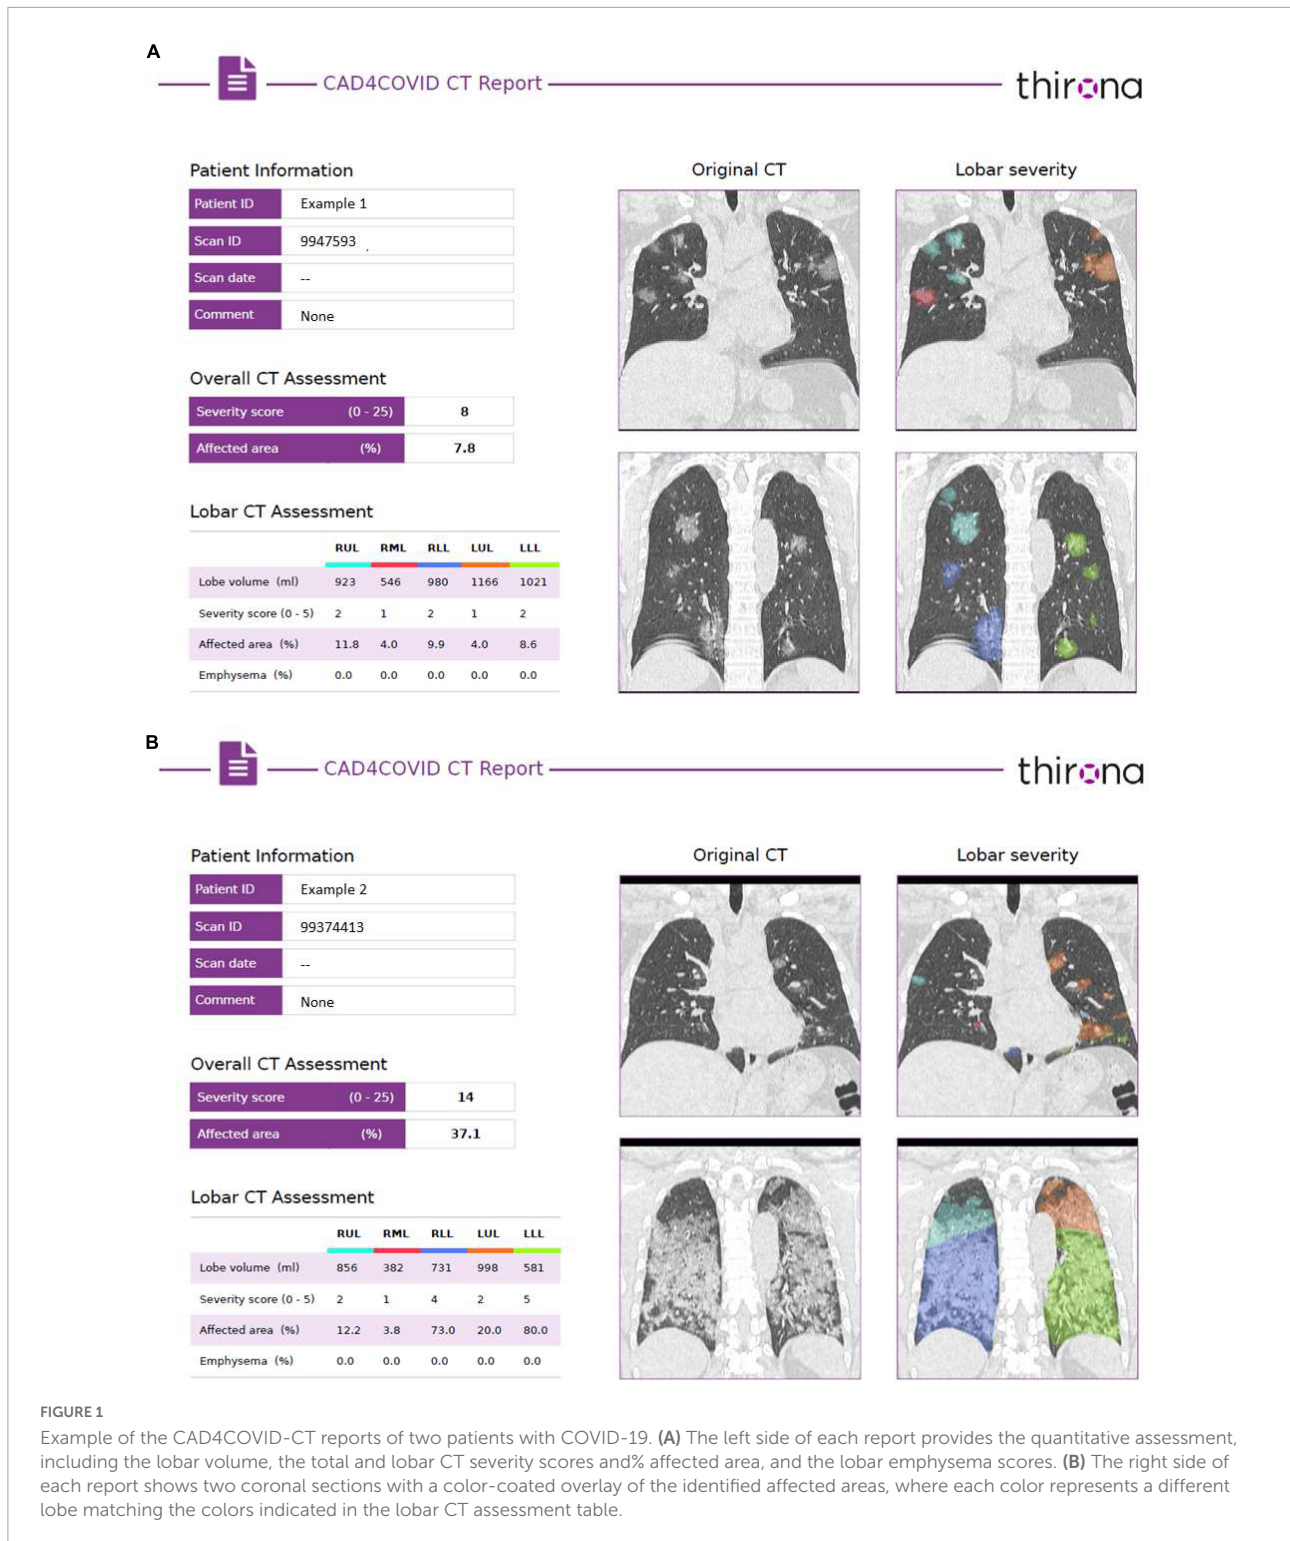 A
CAD4COVID CT Report
thirona
Patient Information
Patient ID Example 1
Scan ID 9947593 .
Scan date --
Comment None
Overall CT Assessment
Severity score (0 - 25) 8
Affected area (%) 7.8
Lobar CT Assessment
RUL RML RLL LUL LLL
Lobe volume (ml) 923 546 980 1166 1021
Severity score (0 - 5) 2 1 2 1 2
Affected area (%) 11.8 4.0 9.9 4.0 8.6
Emphysema (%) 0.0 0.0 0.0 0.0 0.0
Original CT Lobar severity
B
CAD4COVID CT Report
thirona
Patient Information
Patient ID Example 2
Scan ID 99374413
Scan date --
Comment None
Overall CT Assessment
Severity score (0 - 25) 14
Affected area (%) 37.1
Lobar CT Assessment
RUL RML RLL LUL LLL
Lobe volume (ml) 856 382 731 998 581
Severity score (0 - 5) 2 1 4 2 5
Affected area (%) 12.2 3.8 73.0 20.0 80.0
Emphysema (%) 0.0 0.0 0.0 0.0 0.0
Original CT Lobar severity
FIGURE 1
Example of the CAD4COVID-CT reports of two patients with COVID-19. (A) The left side of each report provides the quantitative assessment,
including the lobar volume, the total and lobar CT severity scores and% affected area, and the lobar emphysema scores. (B) The right side of
each report shows two coronal sections with a color-coated overlay of the identified affected areas, where each color represents a different
lobe matching the colors indicated in the lobar CT assessment table.